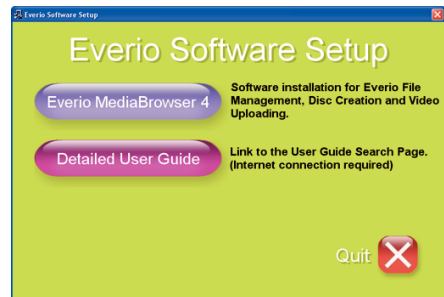 Everio Software Setup
Everio Software Setup
Everio MediaBrowser 4
Software installation for Everio File
Management, Disc Creation and Video
Uploading.
Detailed User Guide
Link to the User Guide Search Page.
(Internet connection required)
Quit